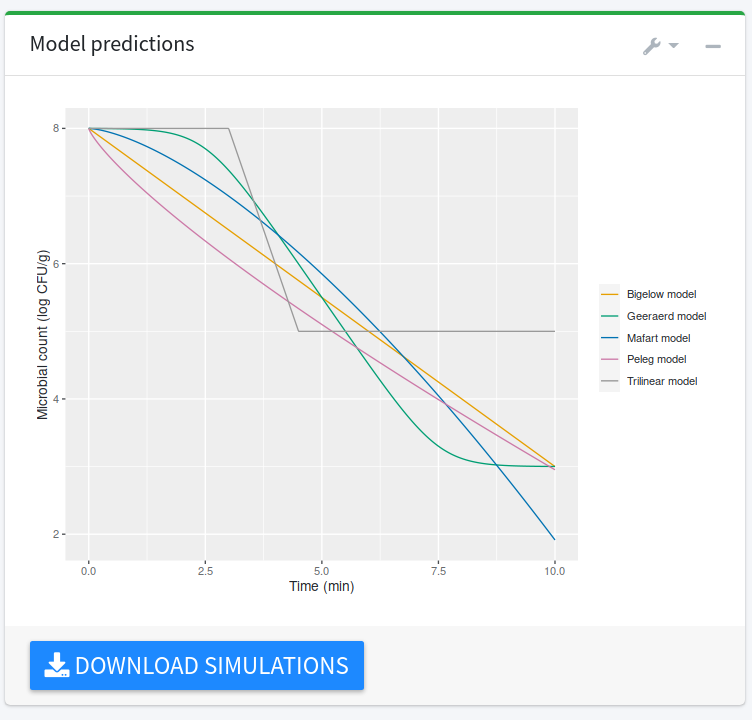 Model predictions
8
6
4
2
Microbial count (log CFU/g)
0.0 2.5 5.0 7.5 10.0
Time (min)
Bigelow model
Geeraerd model
Mafart model
Peleg model
Trilinear model
DOWNLOAD SIMULATIONS